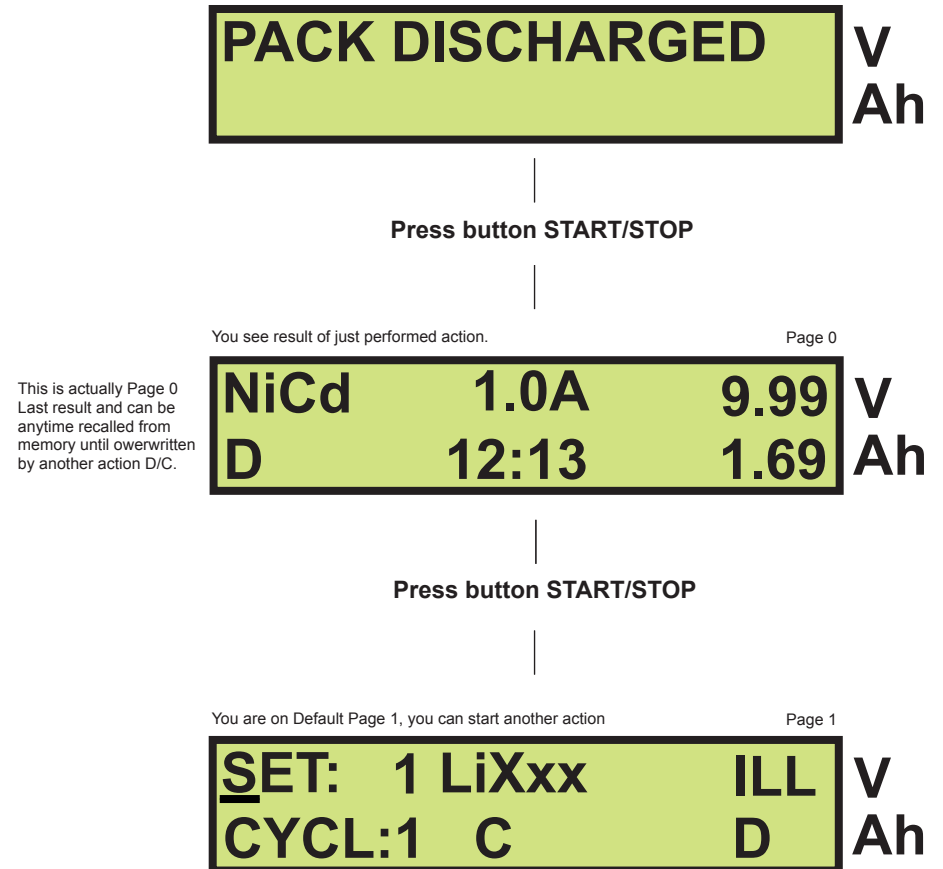 PACK DISCHARGED V
Ah
Press button START/STOP
You see result of just performed action. Page 0
This is actually Page 0
Last result and can be
anytime recalled from
memory until owerwritten
by another action D/C.
NiCd 1.0A 9.99 V
D 12:13 1.69 Ah
Press button START/STOP
You are on Default Page 1, you can start another action Page 1
SET: 1 LiXxx ILL V
CYCL:1 C D Ah